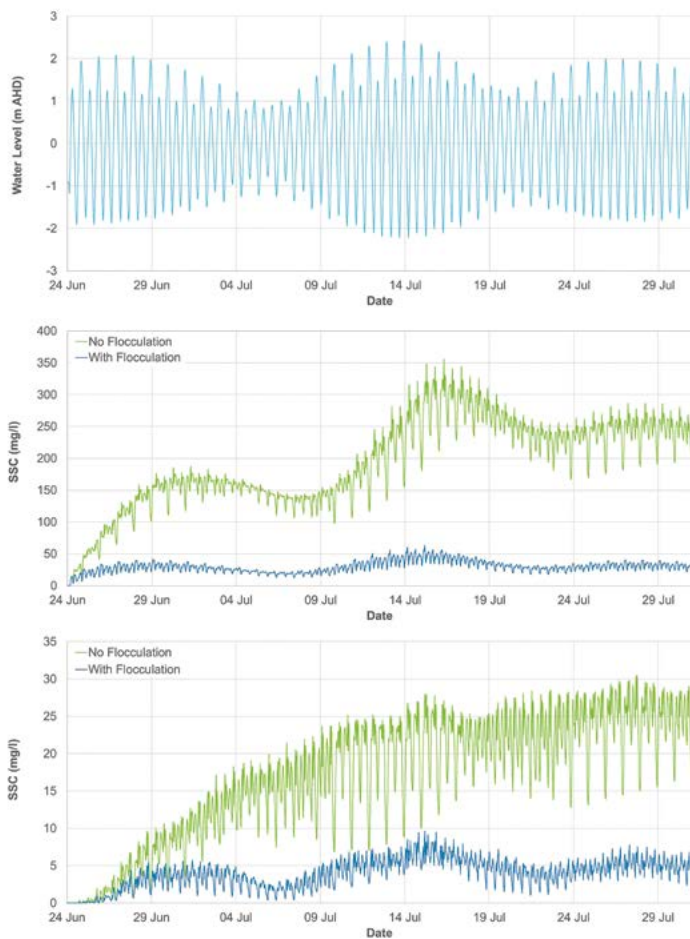 3
2
1
0
-1
-2
-3
Water Level (m AHD)
24 Jun 29 Jun 04 Jul 09 Jul 14 Jul 19 Jul 24 Jul 29 Jul
Date
400
350
300
250
200
150
100
50
0
SSC (mg/l)
No Flocculation
With Flocculation
24 Jun 29 Jun 04 Jul 09 Jul 14 Jul 19 Jul 24 Jul 29 Jul
Date
35
30
25
20
15
10
5
0
SSC (mg/l)
No Flocculation
With Flocculation
24 Jun 29 Jun 04 Jul 09 Jul 14 Jul 19 Jul 24 Jul 29 Jul
Date